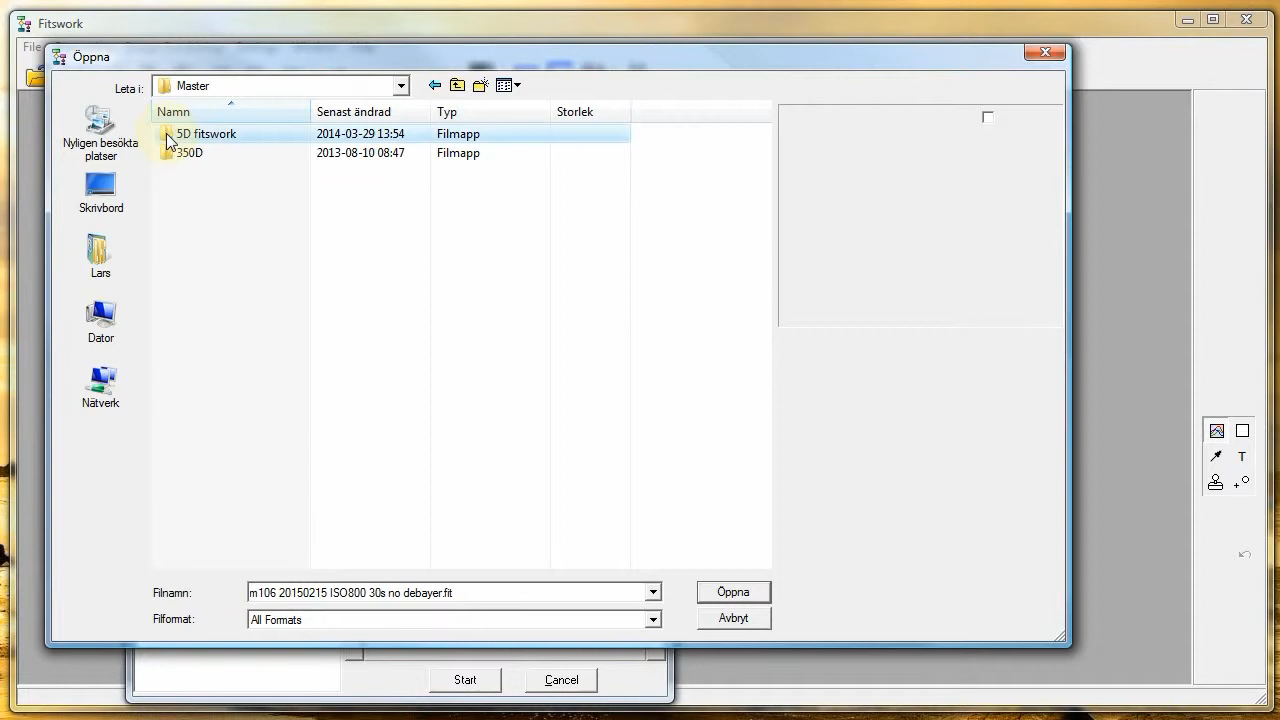 Fitswork
File
Öppna
Leta i: Master
Namn Senast ändrad Typ Storlek
5D fitswork 2014-03-29 13:54 Filmapp
350D 2013-08-10 08:47 Filmapp
Nyligen besökta
platser
Skrivbord
Lars
Dator
Nätverk
T
Filnamn: m106 20150215 ISO800 30s no debayer.fit Öppna
Filformat: All Formats Avbryt
Start Cancel